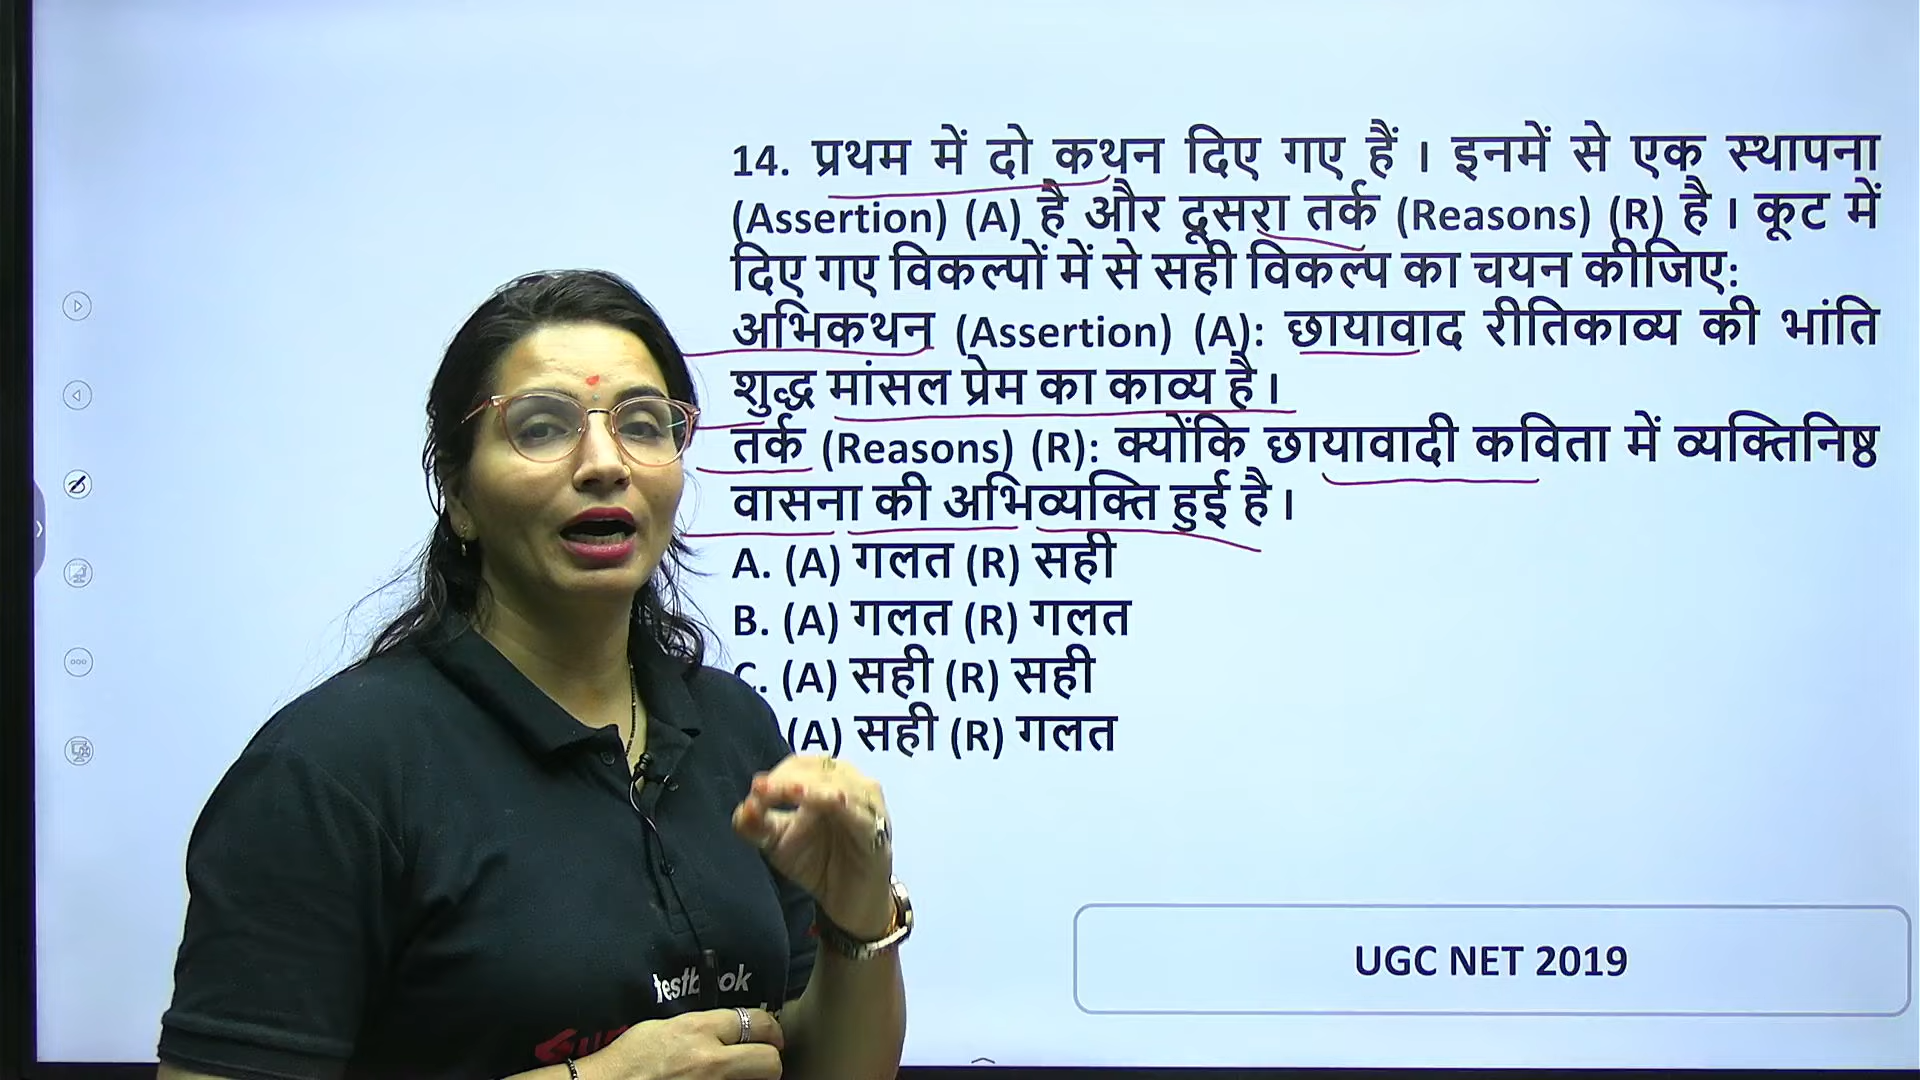 14. प्रथम में दो कथन दिए गए हैं । इनमें से एक स्थापना
(Assertion) (A) है और दूसरा तर्क (Reasons) (R) है । कूट में
दिए गए विकल्पों में से सही विकल्प का चयन कीजिए:
अभिकथन (Assertion) (A): छायावाद रीतिकाव्य की भांति
शुद्ध मांसल प्रेम का काव्य है ।
तर्क (Reasons) (R): क्योंकि छायावादी कविता में व्यक्तिनिष्ठ
वासना की अभिव्यक्ति हुई है ।
A. (A) गलत (R) सही
B. (A) गलत (R) गलत
C. (A) सही (R) सही
(A) सही (R) गलत
UGC NET 2019